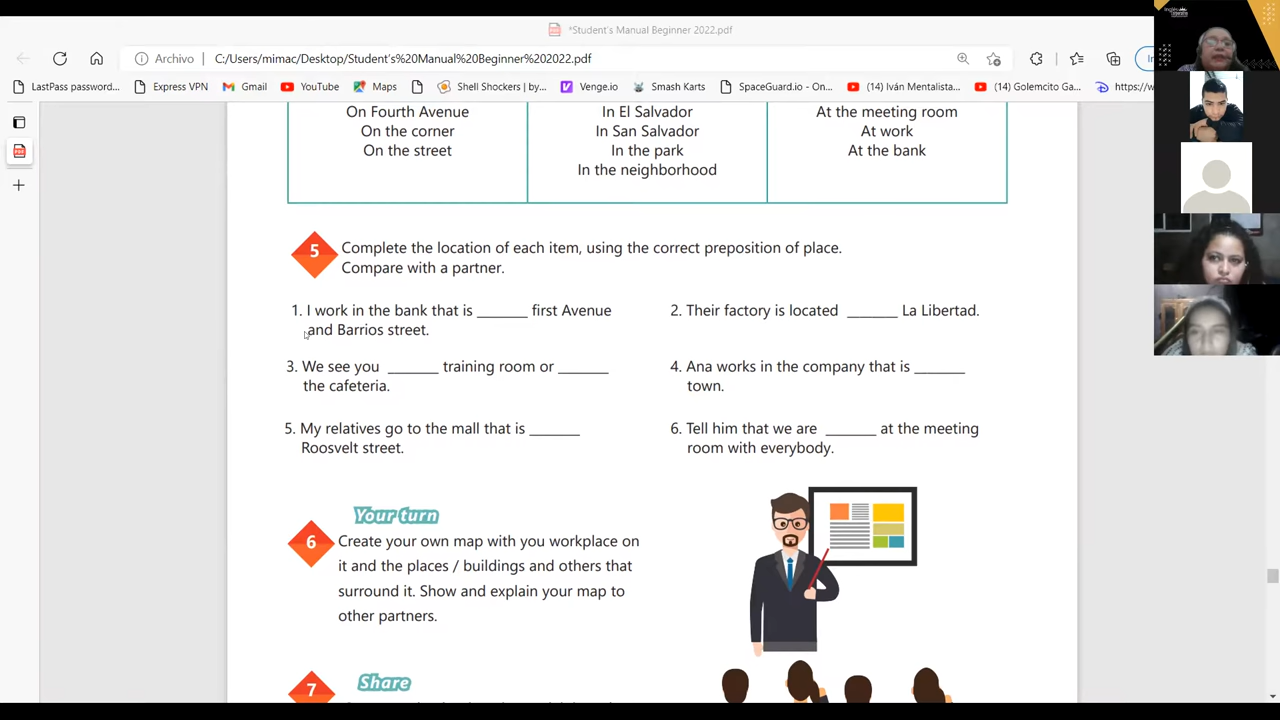 *Student's Manual Beginner 2022.pdf
Archivo
C:/Users/mimac/Desktop/Student's%20Manual%20Beginner%202022.pdf
LastPass password...
Express VPN
Gmail
YouTube
Maps
Shell Shockers | by...
Venge.io
Smash Karts
SpaceGuard.io - On...
(14) Iván Mentalista...
(14) Golemcito Ga...
https://w
On Fourth Avenue
On the corner
On the street
In El Salvador
In San Salvador
In the park
In the neighborhood
At the meeting room
At work
At the bank
5
Complete the location of each item, using the correct preposition of place.
Compare with a partner.
1. I work in the bank that is _______ first Avenue
and Barrios street.
2. Their factory is located _______ La Libertad.
3. We see you _______ training room or _______
the cafeteria.
4. Ana works in the company that is _______
town.
5. My relatives go to the mall that is _______
Roosvelt street.
6. Tell him that we are _______ at the meeting
room with everybody.
Your turn
6
Create your own map with you workplace on
it and the places / buildings and others that
surround it. Show and explain your map to
other partners.
7
Share